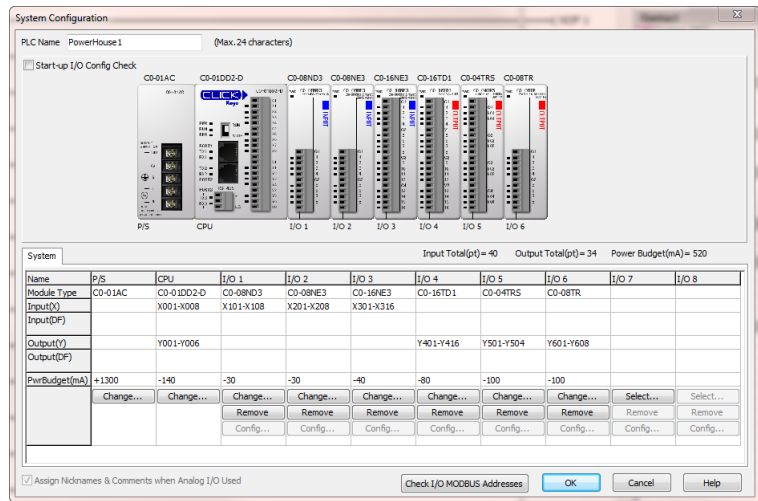 System Configuration
PLC Name PowerHouse1 (Max.24 characters)
Start-up I/O Config Check
C0-01AC C0-01DD2-D C0-08ND3 C0-08NE3 C0-16NE3 C0-16TD1 C0-04TRS C0-08TR
CLICK
INPUT INPUT INPUT OUTPUT OUTPUT OUTPUT
P/S CPU I/O 1 I/O 2 I/O 3 I/O 4 I/O 5 I/O 6
System Input Total(pt)= 40 Output Total(pt)= 34 Power Budget(mA)= 520
Name P/S CPU I/O 1 I/O 2 I/O 3 I/O 4 I/O 5 I/O 6 I/O 7 I/O 8
Module Type C0-01AC C0-01DD2-D C0-08ND3 C0-08NE3 C0-16NE3 C0-16TD1 C0-04TRS C0-08TR
Input(X) X001-X008 X101-X108 X201-X208 X301-X316
Input(DF)
Output(Y) Y001-Y006 Y401-Y416 Y501-Y504 Y601-Y608
Output(DF)
PwrBudget(mA) +1300 -140 -30 -30 -40 -80 -100 -100
Change... Change... Change... Change... Change... Change... Change... Change... Select... Select...
Remove Remove Remove Remove Remove Remove Remove Remove
Config... Config... Config... Config... Config... Config... Config... Config...
Assign Nicknames & Comments when Analog I/O Used Check I/O MODBUS Addresses OK Cancel Help